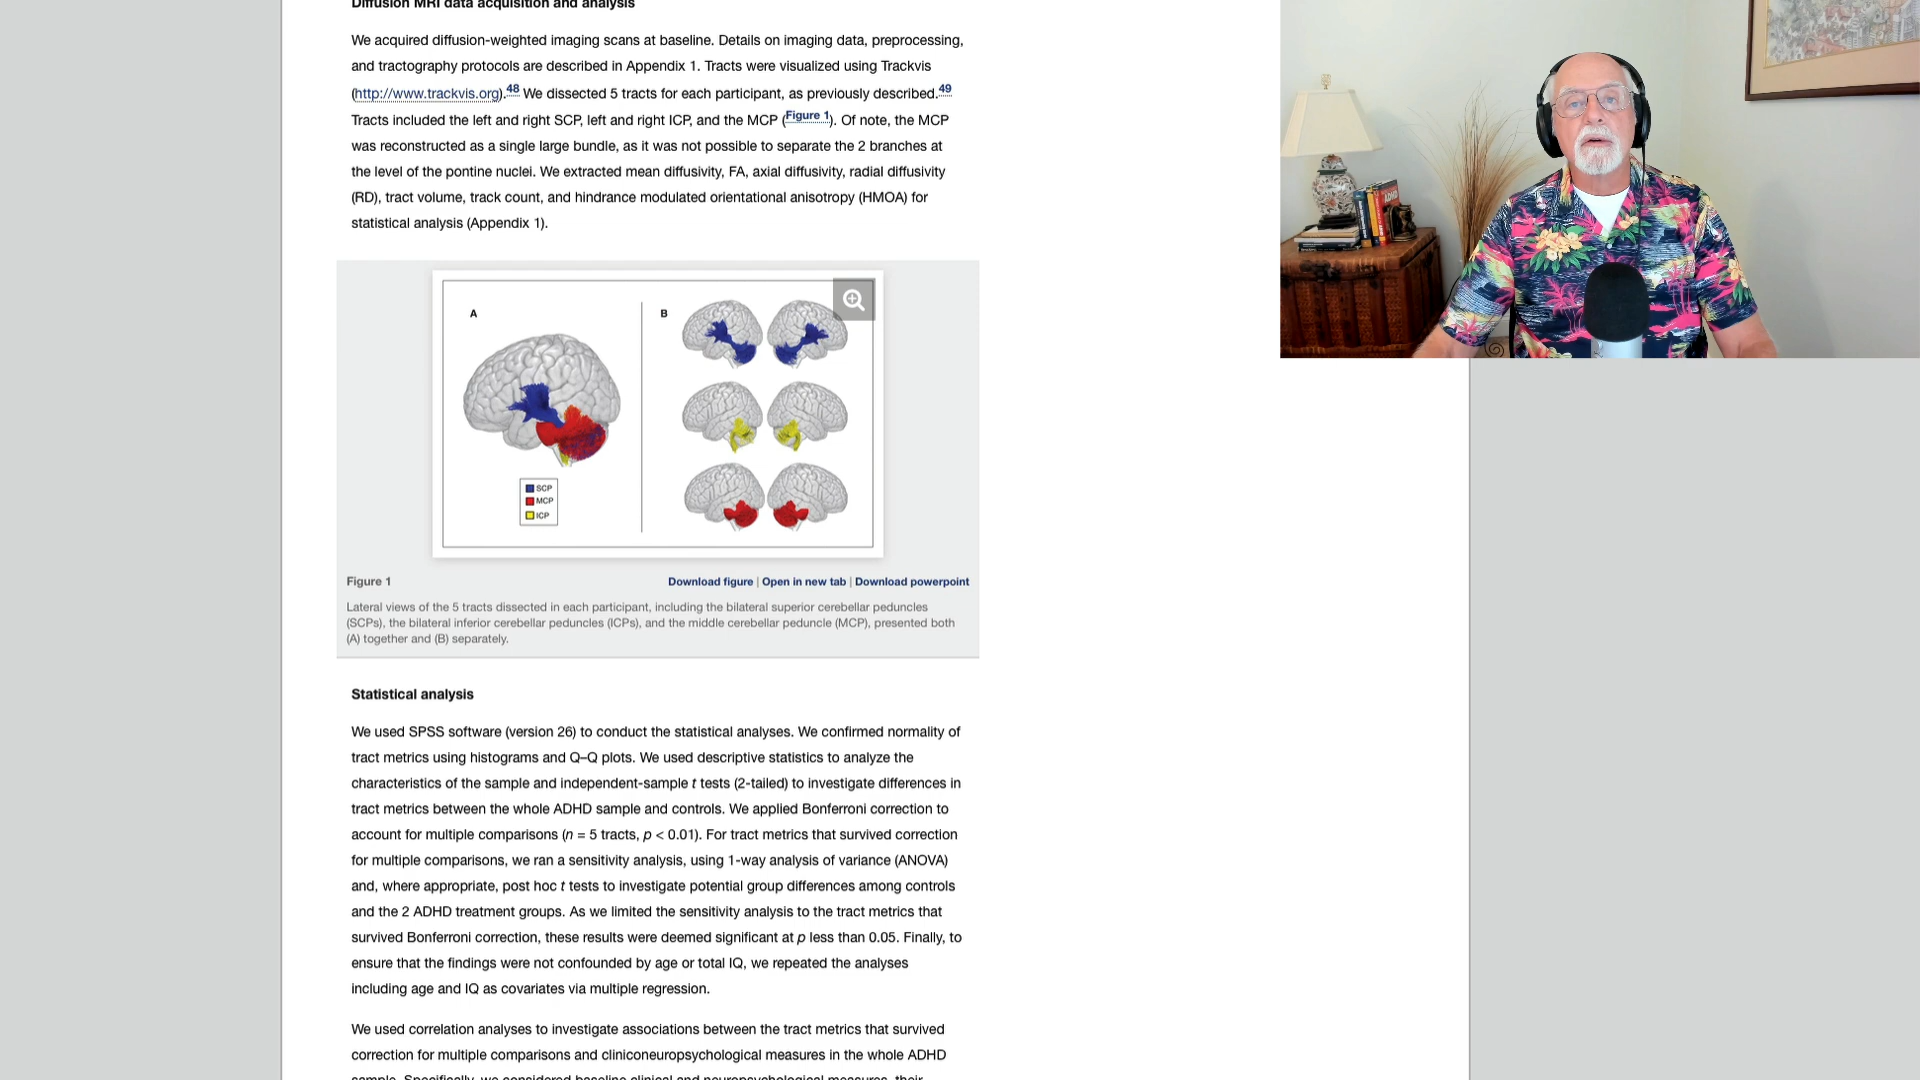 Diffusion MRI data acquisition and analysis
We acquired diffusion-weighted imaging scans at baseline. Details on imaging data, preprocessing,
and tractography protocols are described in Appendix 1. Tracts were visualized using Trackvis
(http://www.trackvis.org).48 We dissected 5 tracts for each participant, as previously described.49
Tracts included the left and right SCP, left and right ICP, and the MCP (Figure 1). Of note, the MCP
was reconstructed as a single large bundle, as it was not possible to separate the 2 branches at
the level of the pontine nuclei. We extracted mean diffusivity, FA, axial diffusivity, radial diffusivity
(RD), tract volume, track count, and hindrance modulated orientational anisotropy (HMOA) for
statistical analysis (Appendix 1).
A
B
SCP
MCP
ICP
Figure 1
Download figure | Open in new tab | Download powerpoint
Lateral views of the 5 tracts dissected in each participant, including the bilateral superior cerebellar peduncles
(SCPs), the bilateral inferior cerebellar peduncles (ICPs), and the middle cerebellar peduncle (MCP), presented both
(A) together and (B) separately.
Statistical analysis
We used SPSS software (version 26) to conduct the statistical analyses. We confirmed normality of
tract metrics using histograms and Q–Q plots. We used descriptive statistics to analyze the
characteristics of the sample and independent-sample t tests (2-tailed) to investigate differences in
tract metrics between the whole ADHD sample and controls. We applied Bonferroni correction to
account for multiple comparisons (n = 5 tracts, p < 0.01). For tract metrics that survived correction
for multiple comparisons, we ran a sensitivity analysis, using 1-way analysis of variance (ANOVA)
and, where appropriate, post hoc t tests to investigate potential group differences among controls
and the 2 ADHD treatment groups. As we limited the sensitivity analysis to the tract metrics that
survived Bonferroni correction, these results were deemed significant at p less than 0.05. Finally, to
ensure that the findings were not confounded by age or total IQ, we repeated the analyses
including age and IQ as covariates via multiple regression.
We used correlation analyses to investigate associations between the tract metrics that survived
correction for multiple comparisons and cliniconeuropsychological measures in the whole ADHD
sample. Specifically, we considered baseline clinical and neuropsychological measures, their
ADHD